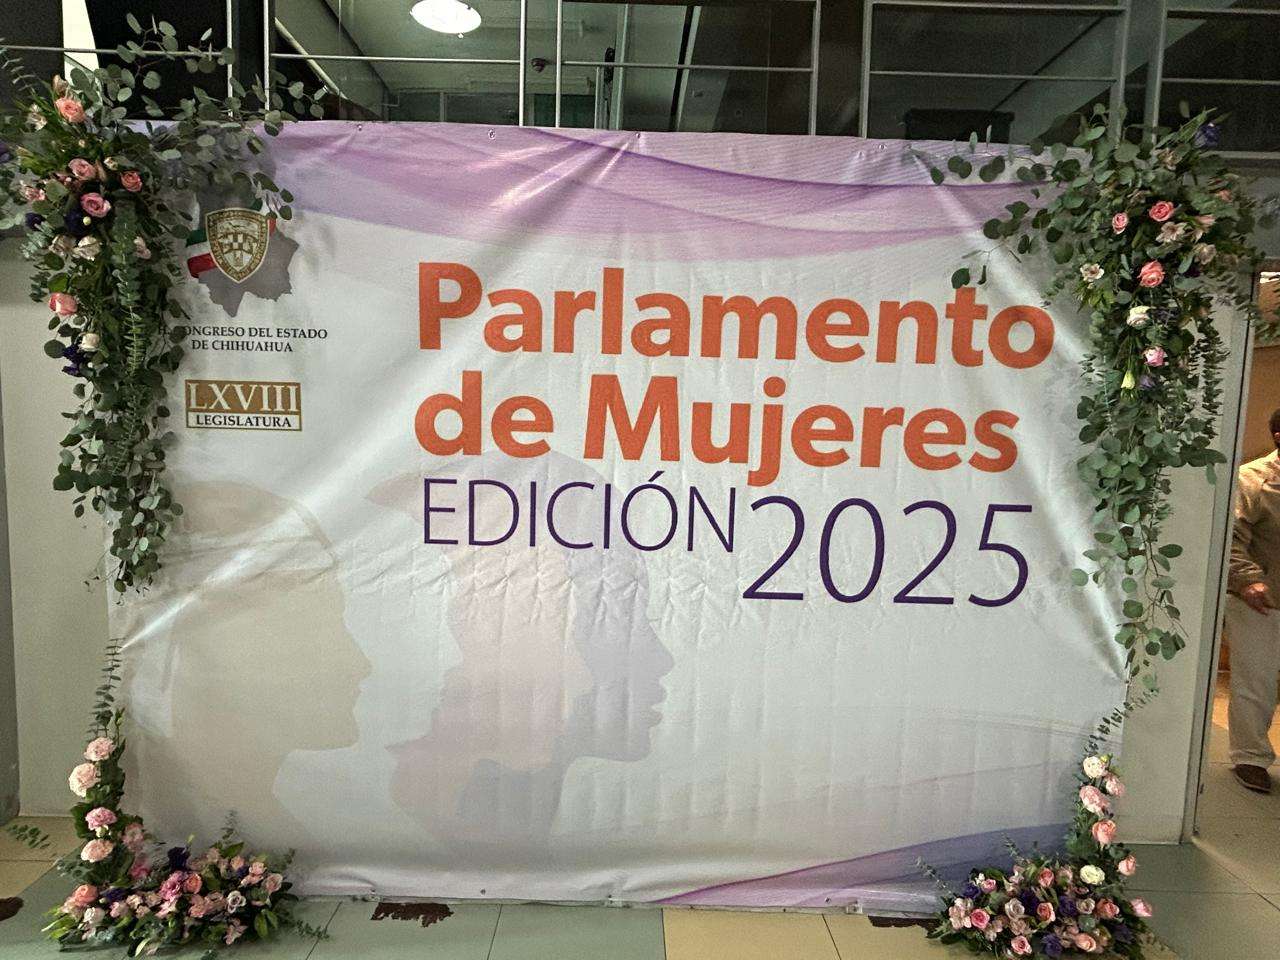 H. CONGRESO DEL ESTADO
DE CHIHUAHUA
LXVIII
LEGISLATURA
Parlamento
de Mujeres
EDICIÓN 2025